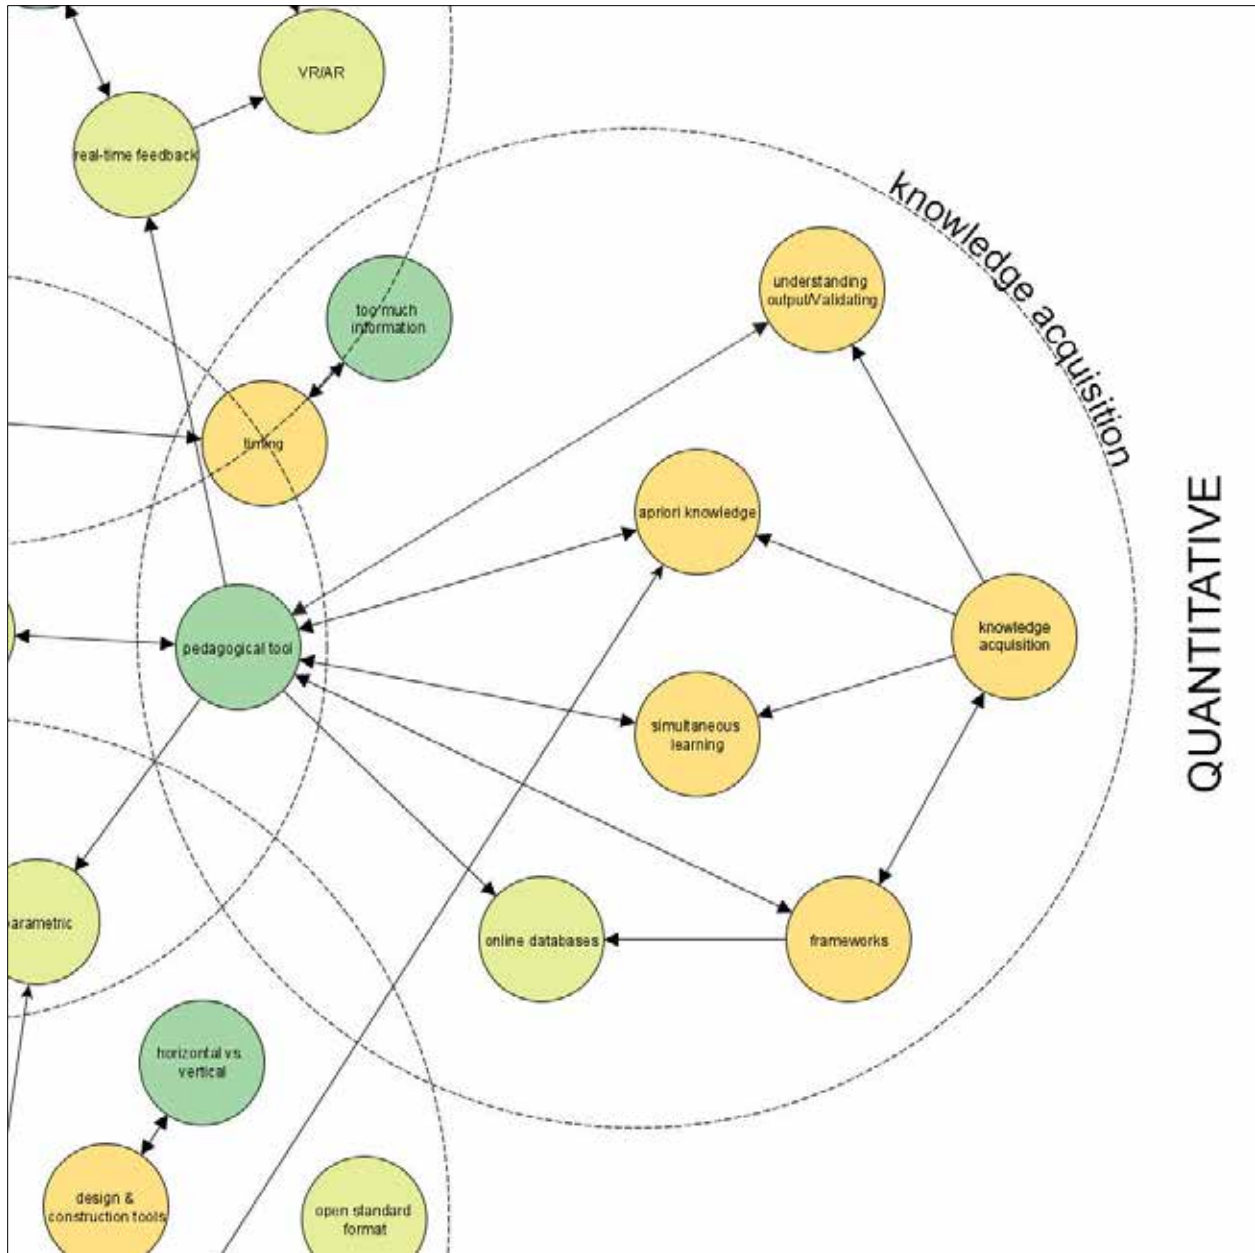 VR/AR
real-time feedback
knowledge acquisition
understanding
output/Validating
too much
information
timing
apriori knowledge
QUANTITATIVE
knowledge
acquisition
pedagogical tool
simultaneous
learning
parametric
online databases
frameworks
horizontal vs.
vertical
design &
construction tools
open standard
format